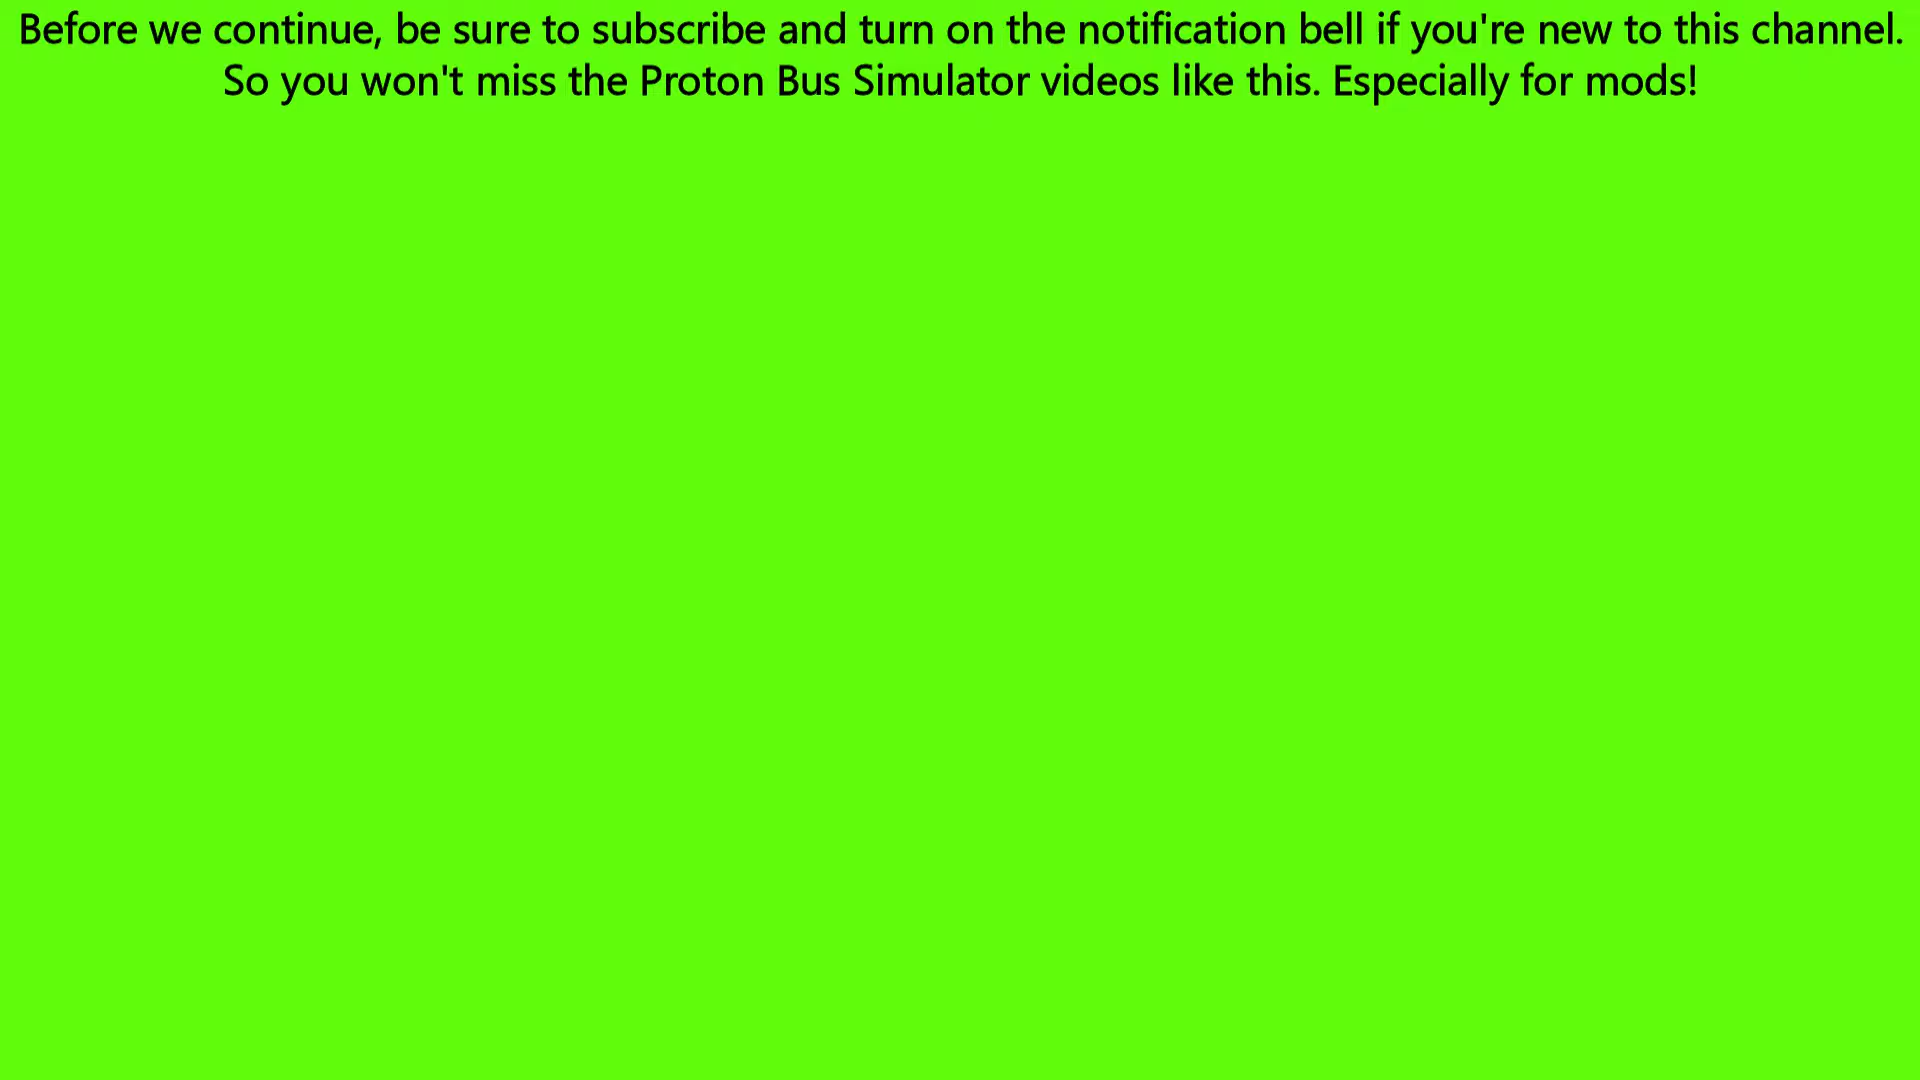 Before we continue, be sure to subscribe and turn on the notification bell if you're new to this channel.
So you won't miss the Proton Bus Simulator videos like this. Especially for mods!